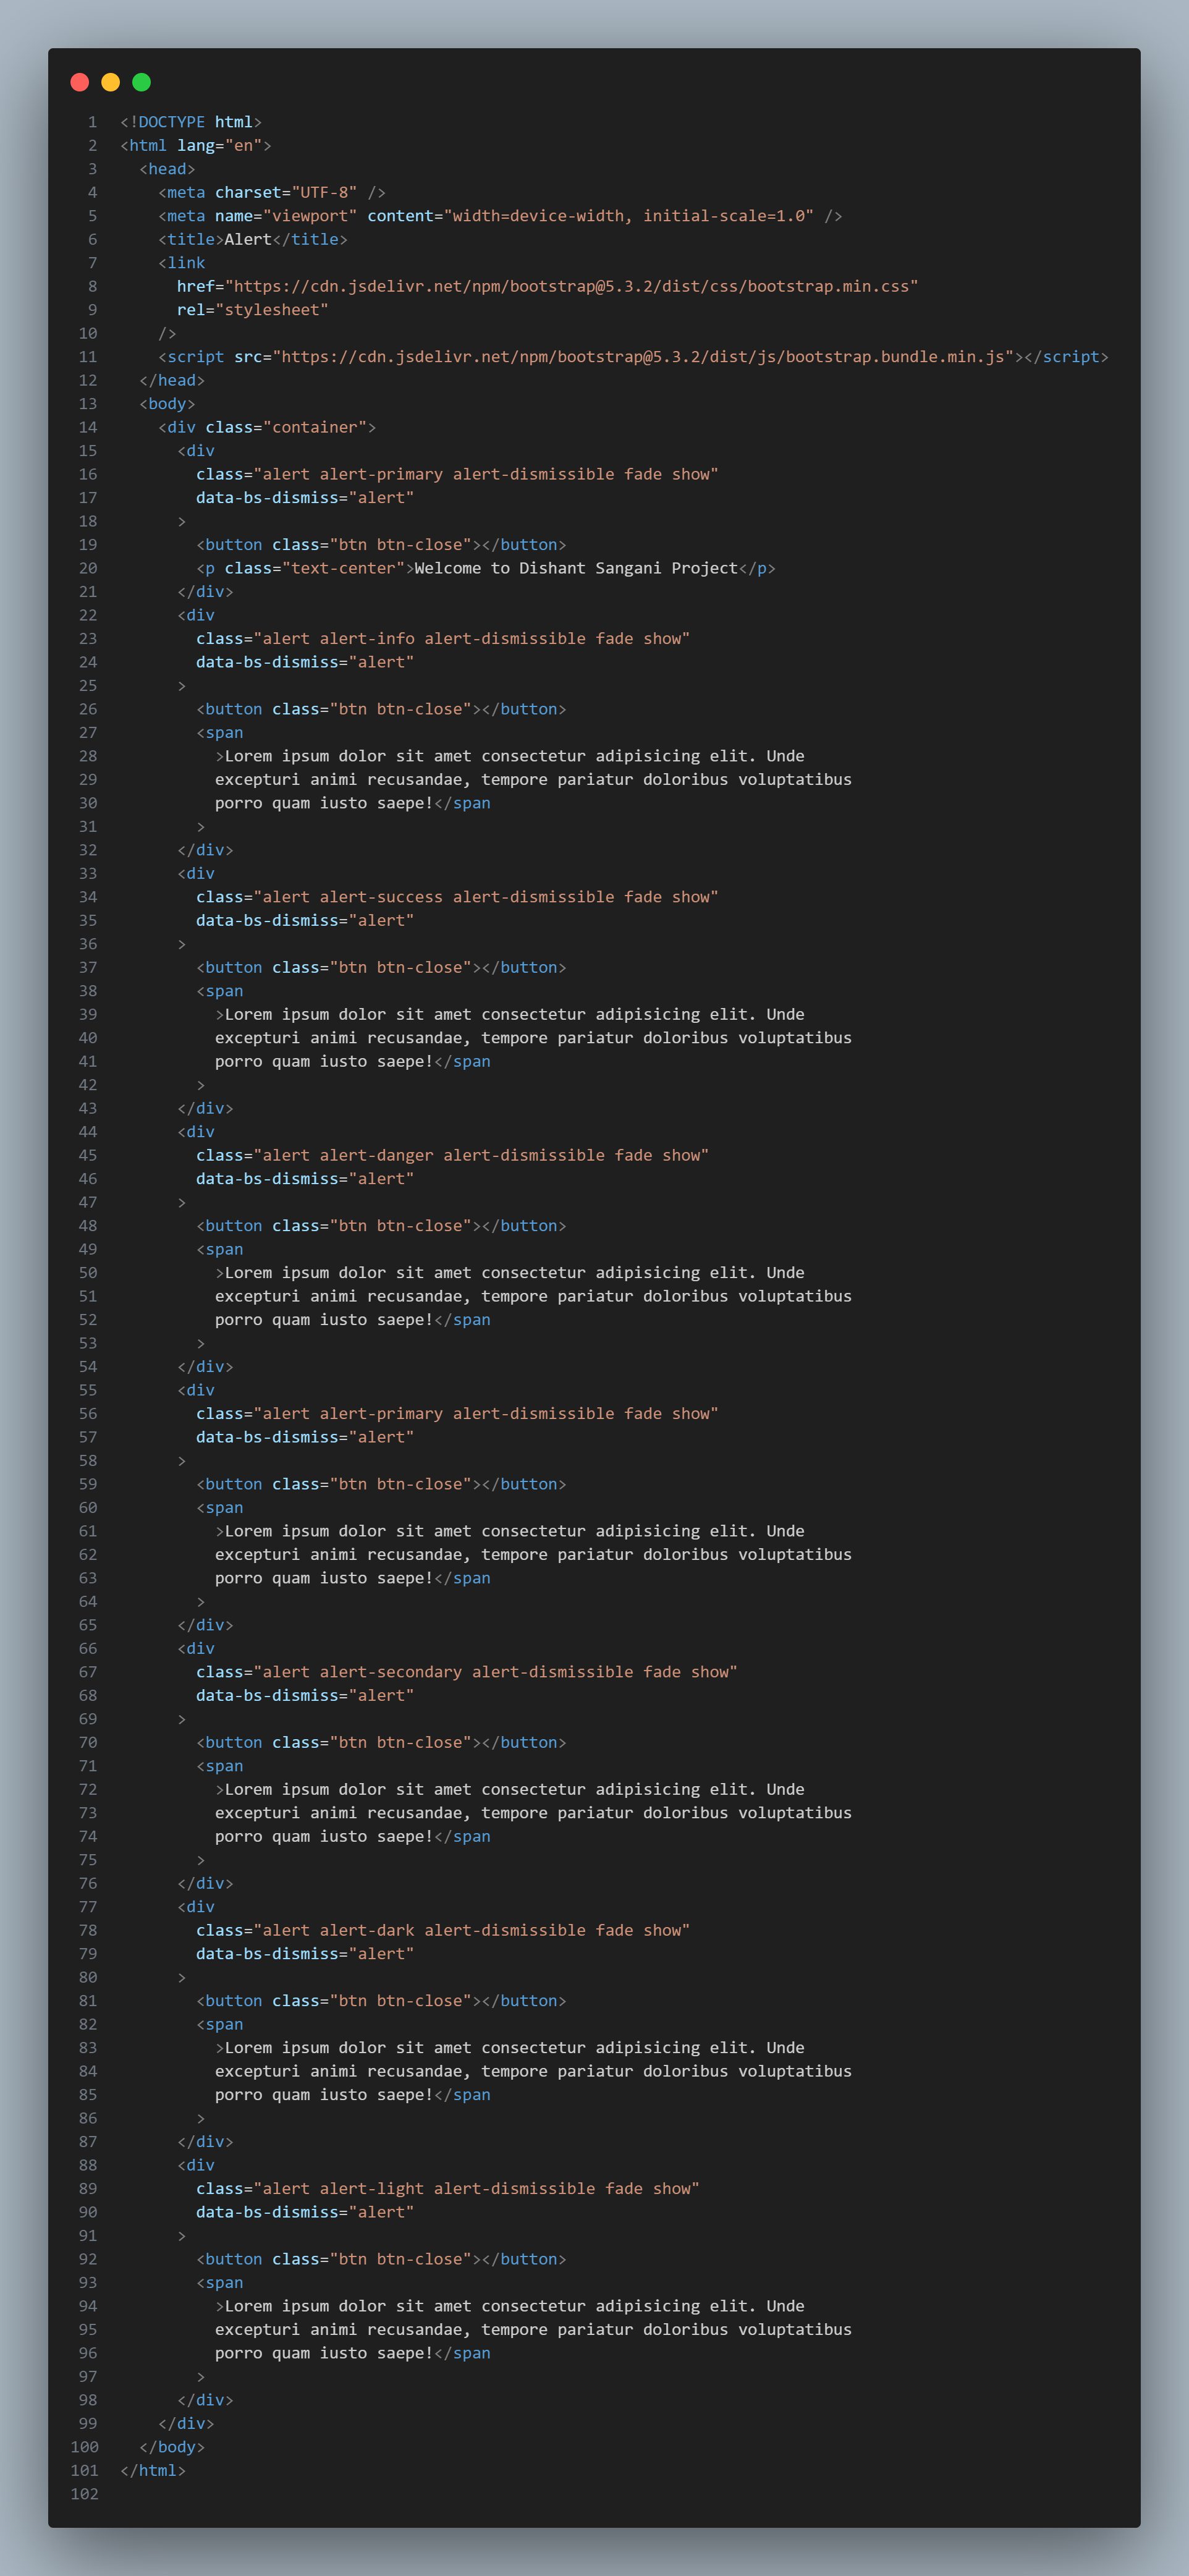 1 <!DOCTYPE html>
2 <html lang="en">
3   <head>
4     <meta charset="UTF-8" />
5     <meta name="viewport" content="width=device-width, initial-scale=1.0" />
6     <title>Alert</title>
7     <link
8       href="https://cdn.jsdelivr.net/npm/bootstrap@5.3.2/dist/css/bootstrap.min.css"
9       rel="stylesheet"
10     />
11     <script src="https://cdn.jsdelivr.net/npm/bootstrap@5.3.2/dist/js/bootstrap.bundle.min.js"></script>
12   </head>
13   <body>
14     <div class="container">
15       <div
16         class="alert alert-primary alert-dismissible fade show"
17         data-bs-dismiss="alert"
18       >
19         <button class="btn btn-close"></button>
20         <p class="text-center">Welcome to Dishant Sangani Project</p>
21       </div>
22       <div
23         class="alert alert-info alert-dismissible fade show"
24         data-bs-dismiss="alert"
25       >
26         <button class="btn btn-close"></button>
27         <span
28           >Lorem ipsum dolor sit amet consectetur adipisicing elit. Unde
29           excepturi animi recusandae, tempore pariatur doloribus voluptatibus
30           porro quam iusto saepe!</span
31         >
32       </div>
33       <div
34         class="alert alert-success alert-dismissible fade show"
35         data-bs-dismiss="alert"
36       >
37         <button class="btn btn-close"></button>
38         <span
39           >Lorem ipsum dolor sit amet consectetur adipisicing elit. Unde
40           excepturi animi recusandae, tempore pariatur doloribus voluptatibus
41           porro quam iusto saepe!</span
42         >
43       </div>
44       <div
45         class="alert alert-danger alert-dismissible fade show"
46         data-bs-dismiss="alert"
47       >
48         <button class="btn btn-close"></button>
49         <span
50           >Lorem ipsum dolor sit amet consectetur adipisicing elit. Unde
51           excepturi animi recusandae, tempore pariatur doloribus voluptatibus
52           porro quam iusto saepe!</span
53         >
54       </div>
55       <div
56         class="alert alert-primary alert-dismissible fade show"
57         data-bs-dismiss="alert"
58       >
59         <button class="btn btn-close"></button>
60         <span
61           >Lorem ipsum dolor sit amet consectetur adipisicing elit. Unde
62           excepturi animi recusandae, tempore pariatur doloribus voluptatibus
63           porro quam iusto saepe!</span
64         >
65       </div>
66       <div
67         class="alert alert-secondary alert-dismissible fade show"
68         data-bs-dismiss="alert"
69       >
70         <button class="btn btn-close"></button>
71         <span
72           >Lorem ipsum dolor sit amet consectetur adipisicing elit. Unde
73           excepturi animi recusandae, tempore pariatur doloribus voluptatibus
74           porro quam iusto saepe!</span
75         >
76       </div>
77       <div
78         class="alert alert-dark alert-dismissible fade show"
79         data-bs-dismiss="alert"
80       >
81         <button class="btn btn-close"></button>
82         <span
83           >Lorem ipsum dolor sit amet consectetur adipisicing elit. Unde
84           excepturi animi recusandae, tempore pariatur doloribus voluptatibus
85           porro quam iusto saepe!</span
86         >
87       </div>
88       <div
89         class="alert alert-light alert-dismissible fade show"
90         data-bs-dismiss="alert"
91       >
92         <button class="btn btn-close"></button>
93         <span
94           >Lorem ipsum dolor sit amet consectetur adipisicing elit. Unde
95           excepturi animi recusandae, tempore pariatur doloribus voluptatibus
96           porro quam iusto saepe!</span
97         >
98       </div>
99     </div>
100   </body>
101 </html>
102